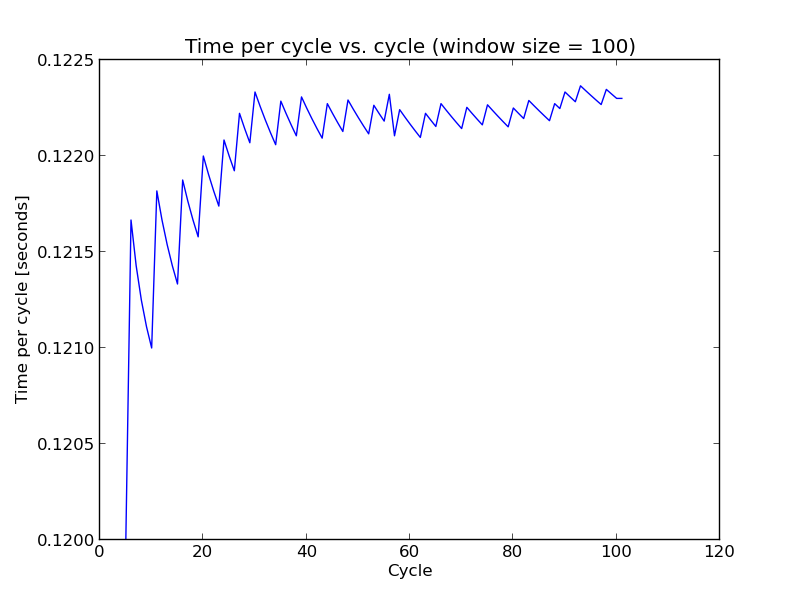 Time per cycle vs. cycle (window size = 100)
0.1225
0.1220
0.1215
0.1210
0.1205
0.1200
Time per cycle [seconds]
0 20 40 60 80 100 120
Cycle